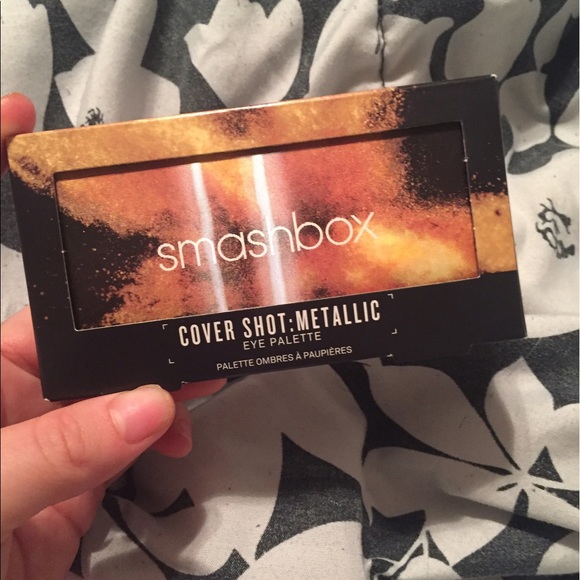 smashbox
COVER SHOT:METALLIC
EYE PALETTE
PALETTE OMBRES À PAUPIÈRES